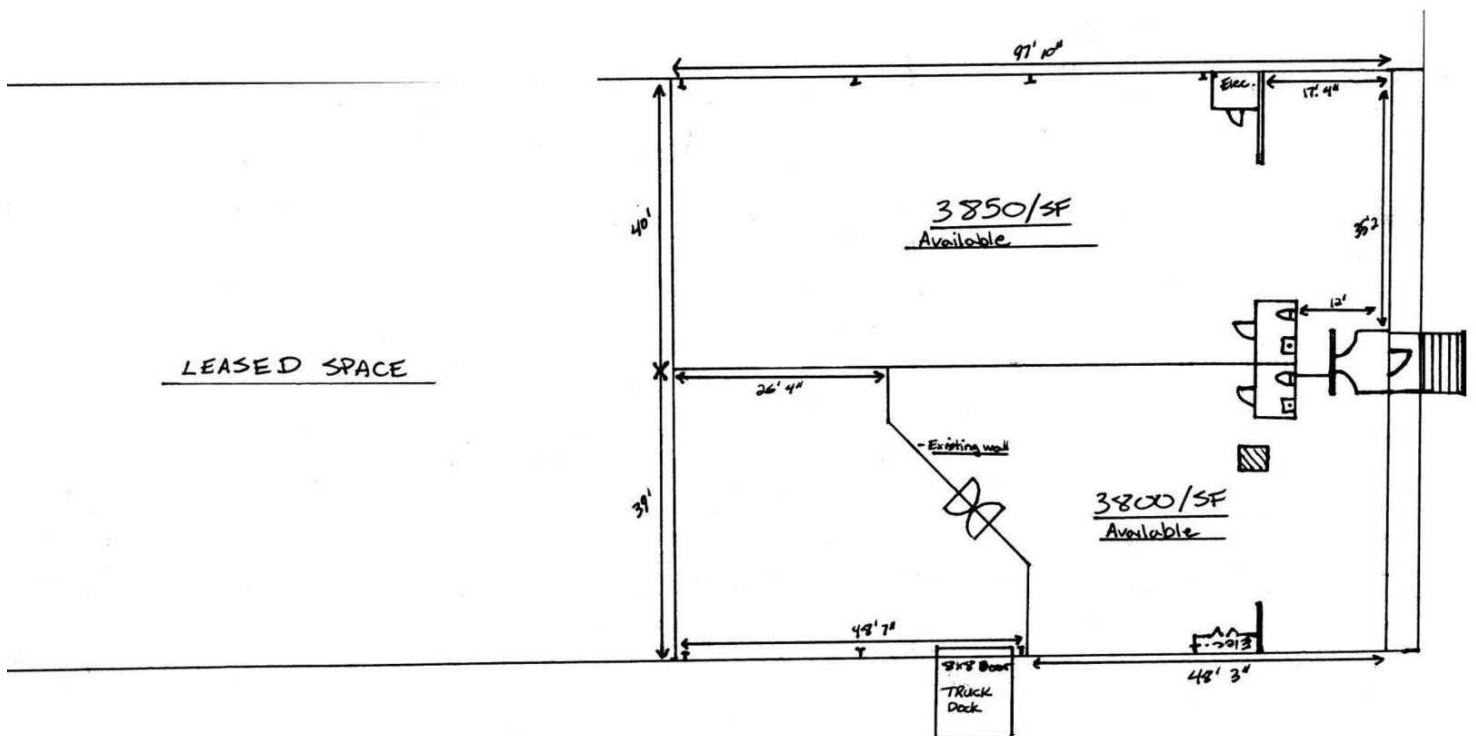 97' 10"
Elec.
17'. 4"
40'
3850/SF
Available
35'2
12'
LEASED SPACE
26' 4"
- Existing wall
39'
3800/SF
Available
48' 7"
Elec.
48' 3"
8x8 Door
TRUCK
Dock